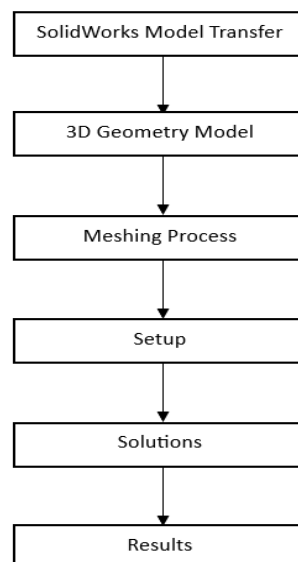 SolidWorks Model Transfer
3D Geometry Model
Meshing Process
Setup
Solutions
Results